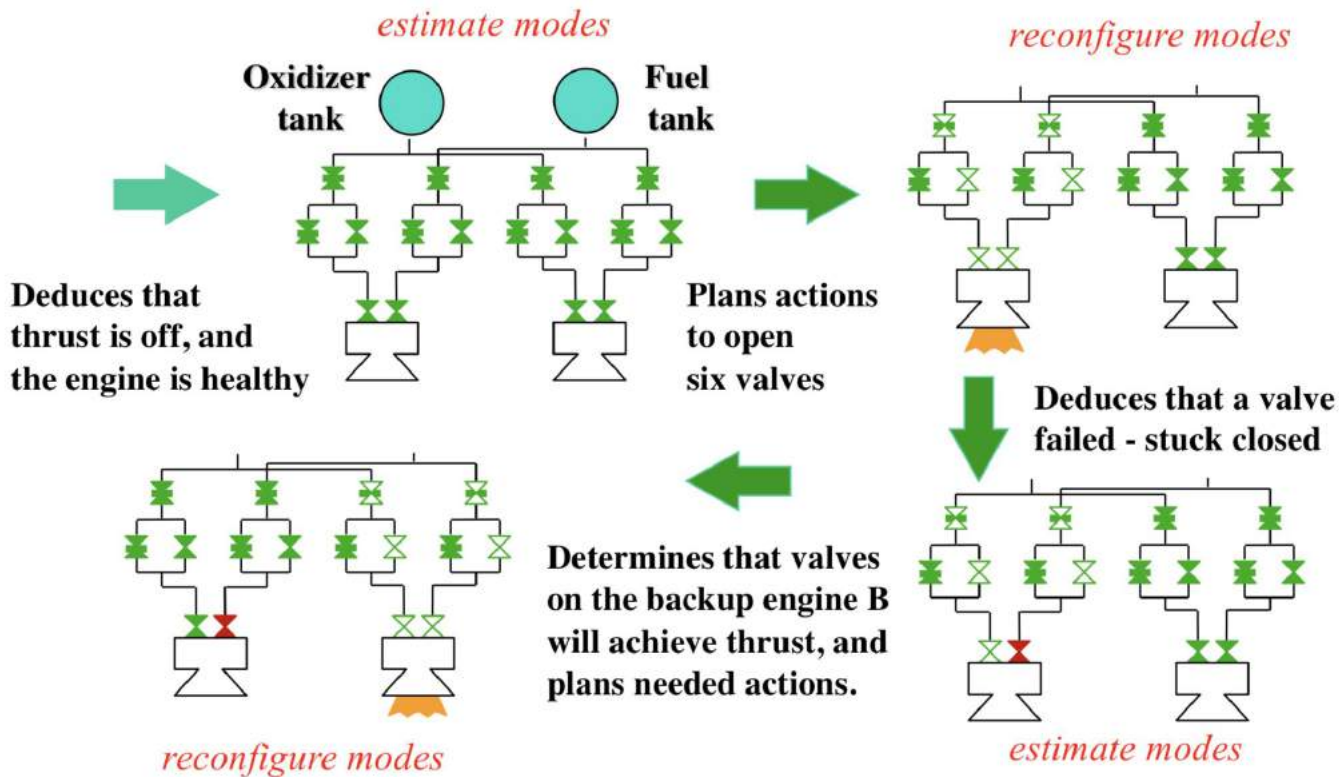 estimate modes
Oxidizer
tank
Fuel
tank
Deduces that
thrust is off, and
the engine is healthy
Plans actions
to open
six valves
reconfigure modes
Deduces that a valve
failed - stuck closed
estimate modes
Determines that valves
on the backup engine B
will achieve thrust, and
plans needed actions.
reconfigure modes